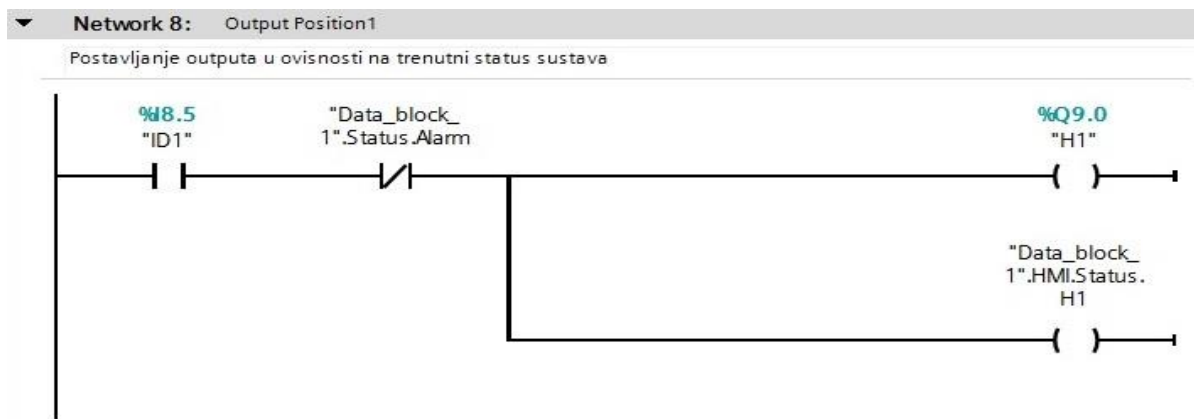 Network 8: Output Position1
Postavljanje outputa u ovisnosti na trenutni status sustava
%I8.5
"ID1"
"Data_block_
1".Status.Alarm
%Q9.0
"H1"
"Data_block_
1".HMI.Status.
H1